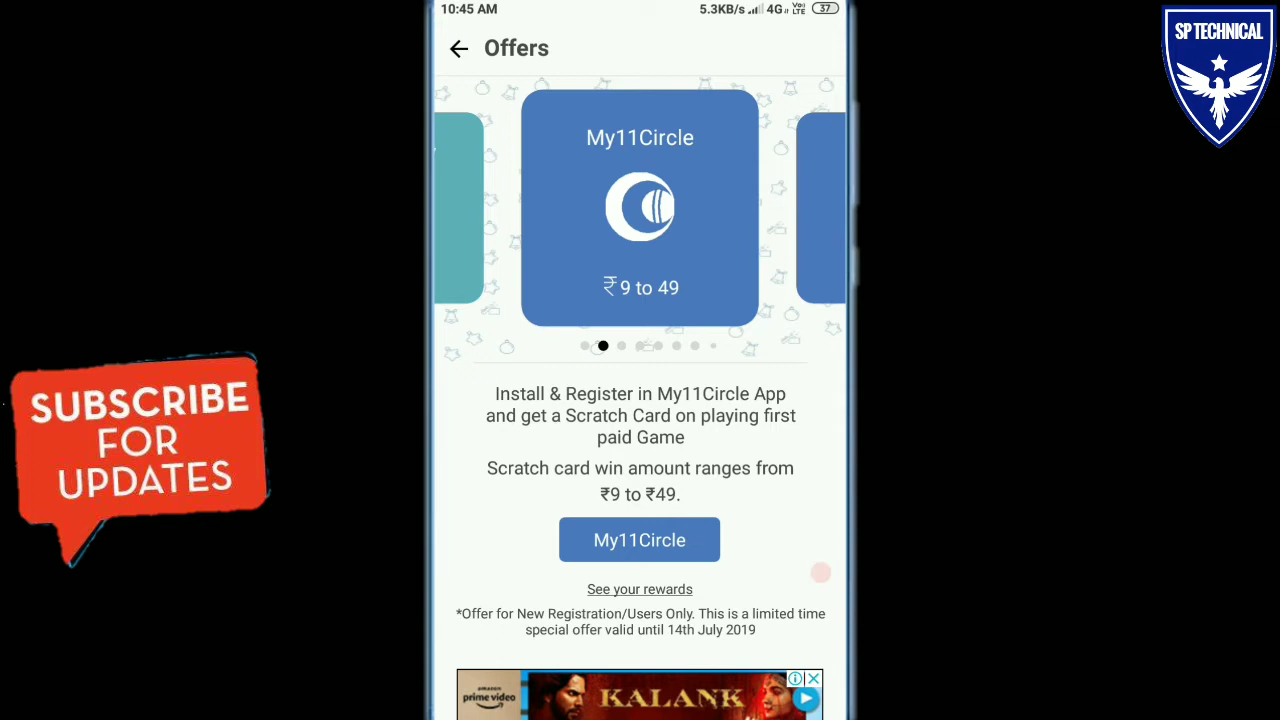 10:45 AM
5.3KB/s 4G VoLTE 37
SP TECHNICAL
Offers
My11Circle
₹ 9 to 49
Install & Register in My11Circle App
and get a Scratch Card on playing first
paid Game
Scratch card win amount ranges from
₹9 to ₹49.
My11Circle
See your rewards
*Offer for New Registration/Users Only. This is a limited time
special offer valid until 14th July 2019
SUBSCRIBE
FOR
UPDATES
amazon
prime video
KALANK